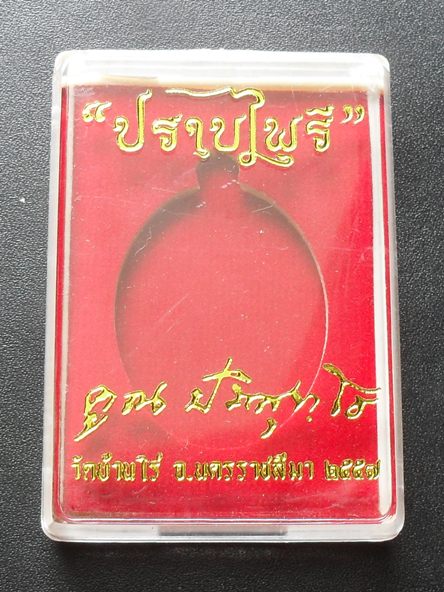 “ปราบไพรี”
คูณ ปริสุทฺโธ
วัดบ้านไร่ จ.นครราชสีมา ๒๕๕๗